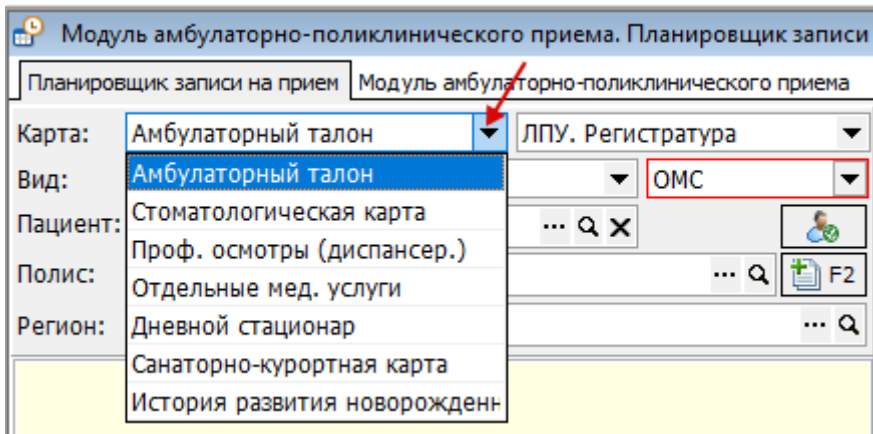 Модуль амбулаторно-поликлинического приема. Планировщик записи
Планировщик записи на прием Модуль амбулаторно-поликлинического приема
Карта: Амбулаторный талон ЛПУ. Регистратура
Вид: Амбулаторный талон ОМС
Пациент: Стоматологическая карта
Проф. осмотры (диспансер.)
Полис: Отдельные мед. услуги F2
Регион: Дневной стационар
Санаторно-курортная карта
История развития новорожденн